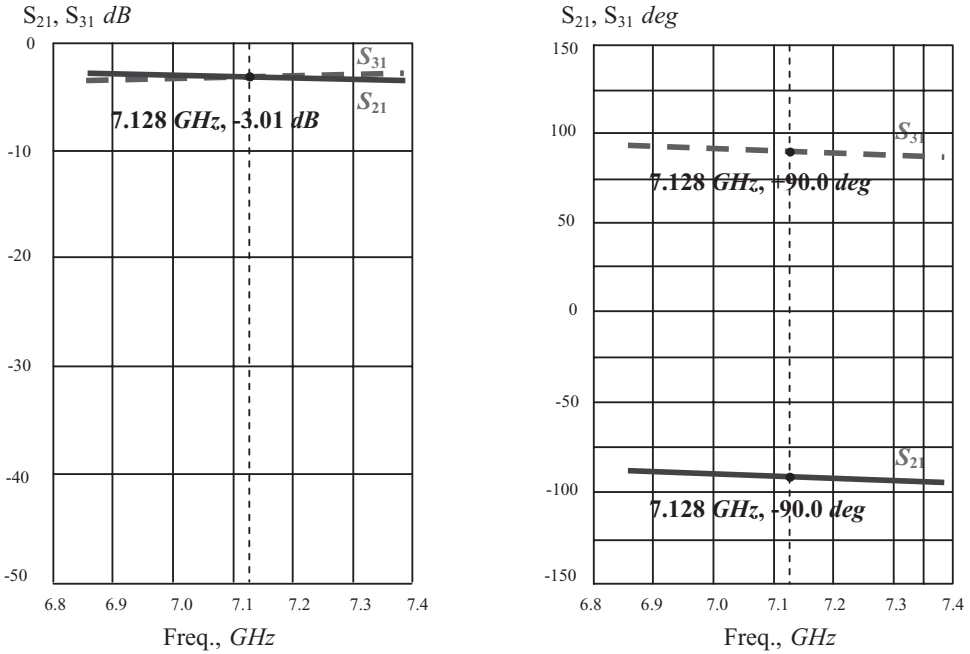 S21, S31 dB
0
-10
-20
-30
-40
-50
S31
S21
7.128 GHz, -3.01 dB
6.8 6.9 7.0 7.1 7.2 7.3 7.4
Freq., GHz
S21, S31 deg
150
100
50
0
-50
-100
-150
S31
7.128 GHz, +90.0 deg
S21
7.128 GHz, -90.0 deg
6.8 6.9 7.0 7.1 7.2 7.3 7.4
Freq., GHz